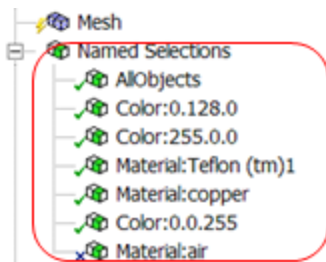 Mesh
Named Selections
AllObjects
Color:0.128.0
Color:255.0.0
Material:Teflon (tm)1
Material:copper
Color:0.0.255
Material:air